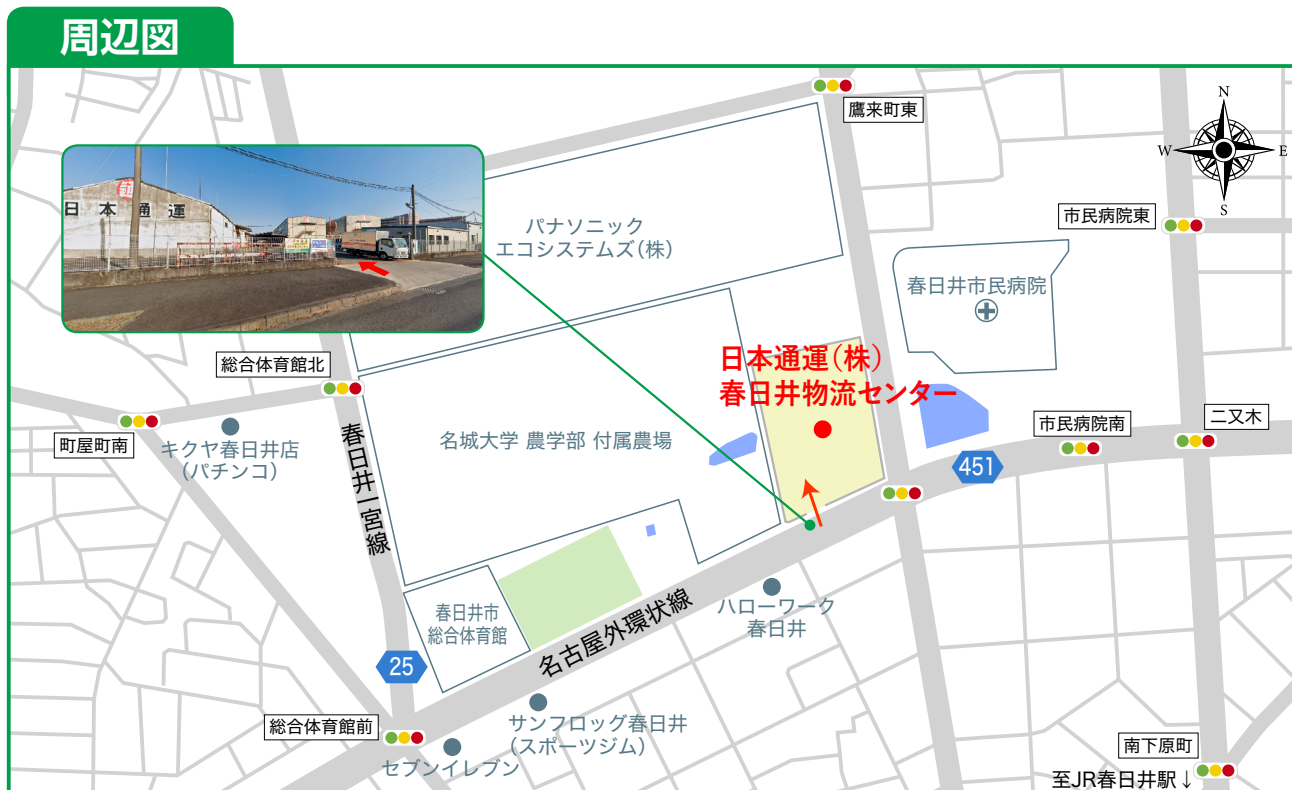 周辺図
鷹来町東
N
W
E
S
日本通運
パナソニック
エコシステムズ(株)
市民病院東
春日井市民病院
総合体育館北
日本通運(株)
春日井物流センター
町屋町南
キクヤ春日井店
(パチンコ)
春日井一宮線
名城大学 農学部 付属農場
市民病院南
二又木
451
春日井市
総合体育館
ハローワーク
春日井
名古屋外環状線
25
総合体育館前
サンフロッグ春日井
(スポーツジム)
セブンイレブン
南下原町
至JR春日井駅↓